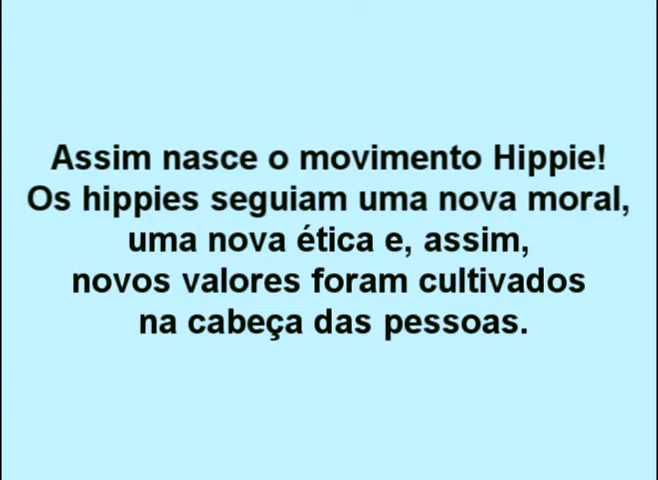 Assim nasce o movimento Hippie!
Os hippies seguiam uma nova moral,
uma nova ética e, assim,
novos valores foram cultivados
na cabeça das pessoas.